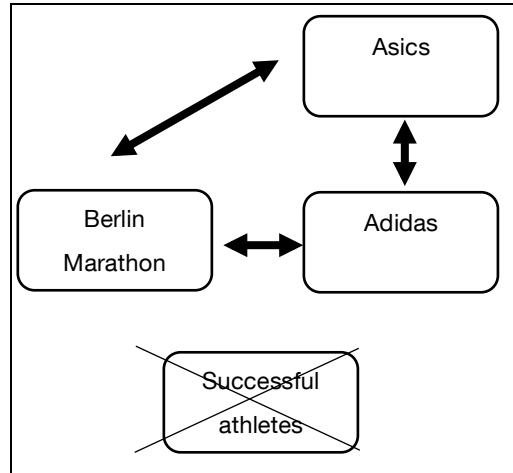 Asics
Berlin
Marathon
Adidas
Successful
athletes